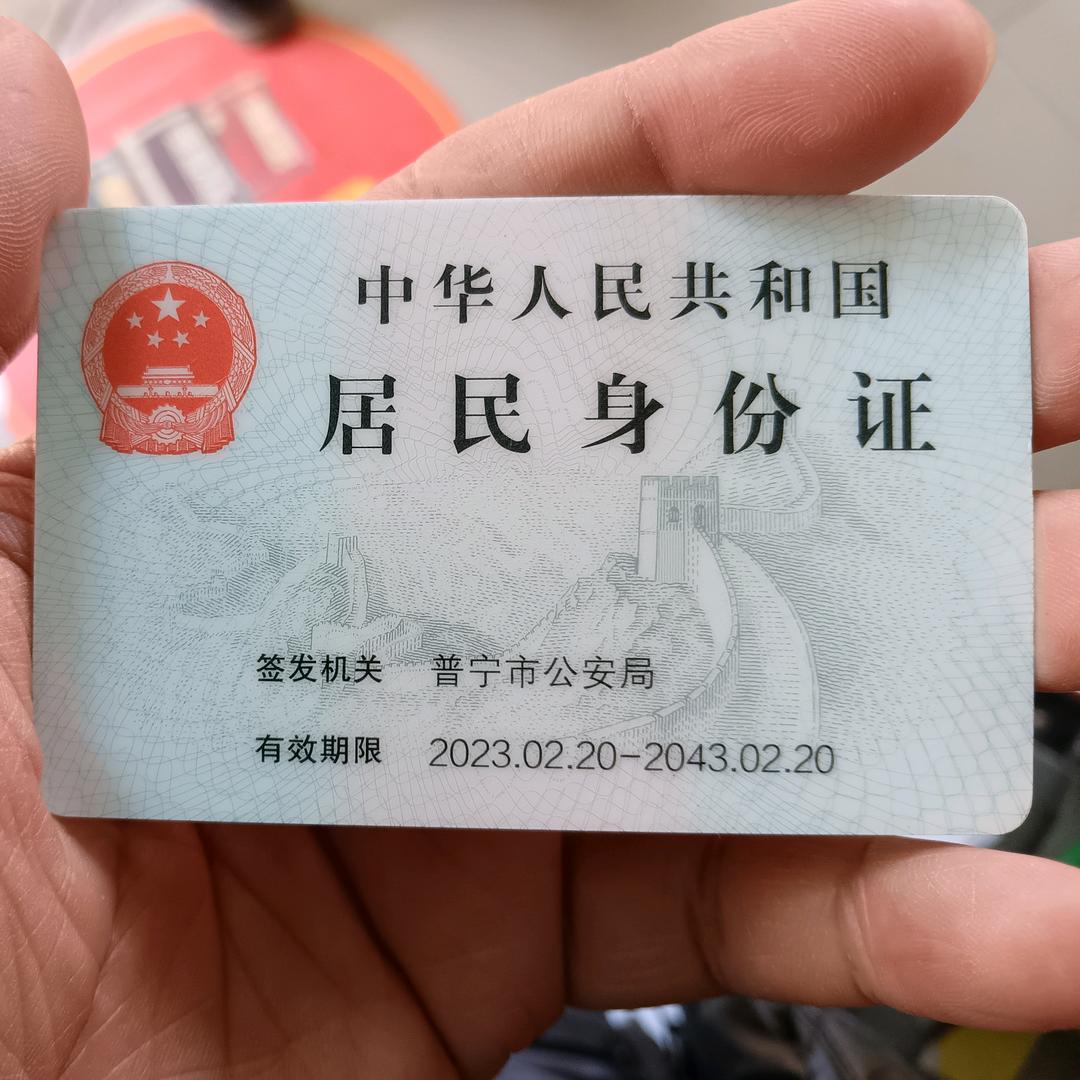 中华人民共和国
居民身份证
签发机关 普宁市公安局
有效期限 2023.02.20-2043.02.20